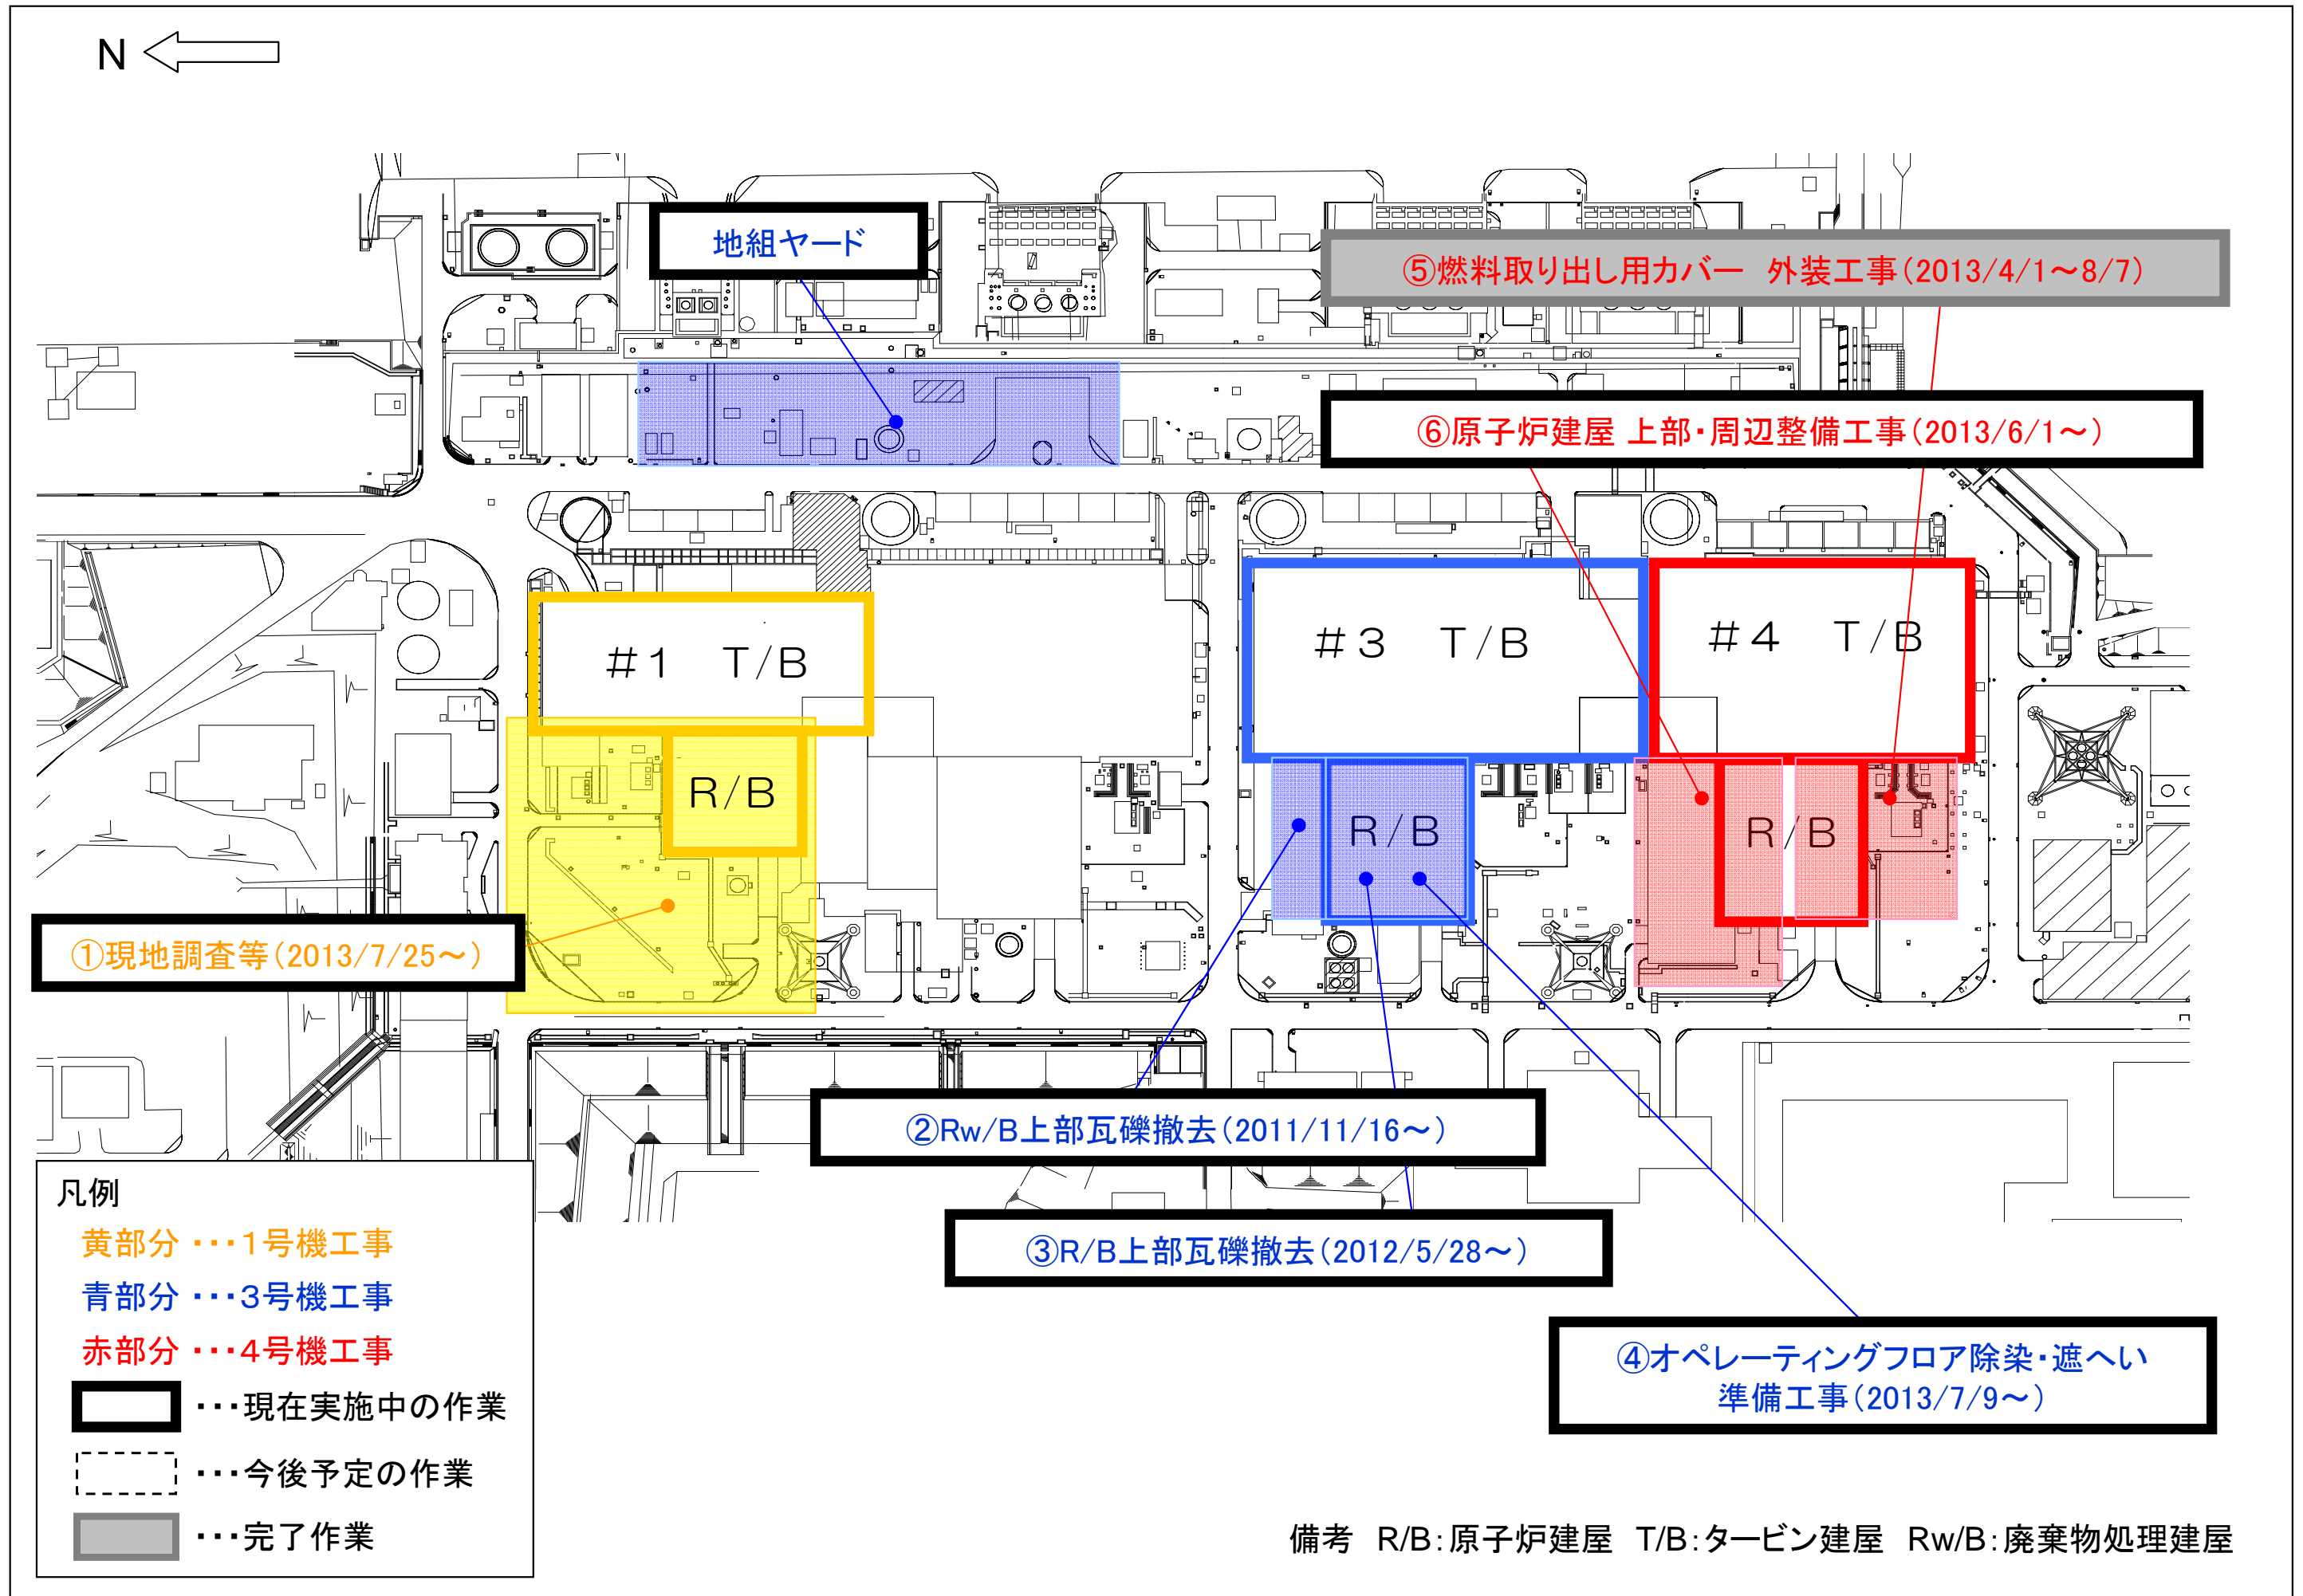 N
地組ヤード
⑤燃料取り出し用カバー　外装工事(2013/4/1～8/7)
⑥原子炉建屋 上部・周辺整備工事(2013/6/1～)
#1　T/B
#3　T/B
#4　T/B
R/B
R/B
R/B
①現地調査等(2013/7/25～)
②Rw/B上部瓦礫撤去(2011/11/16～)
③R/B上部瓦礫撤去(2012/5/28～)
④オペレーティングフロア除染・遮へい
準備工事(2013/7/9～)
凡例
黄部分 ･･･1号機工事
青部分 ･･･3号機工事
赤部分 ･･･4号機工事
･･･現在実施中の作業
･･･今後予定の作業
･･･完了作業
備考　R/B：原子炉建屋　T/B：タービン建屋　Rw/B：廃棄物処理建屋